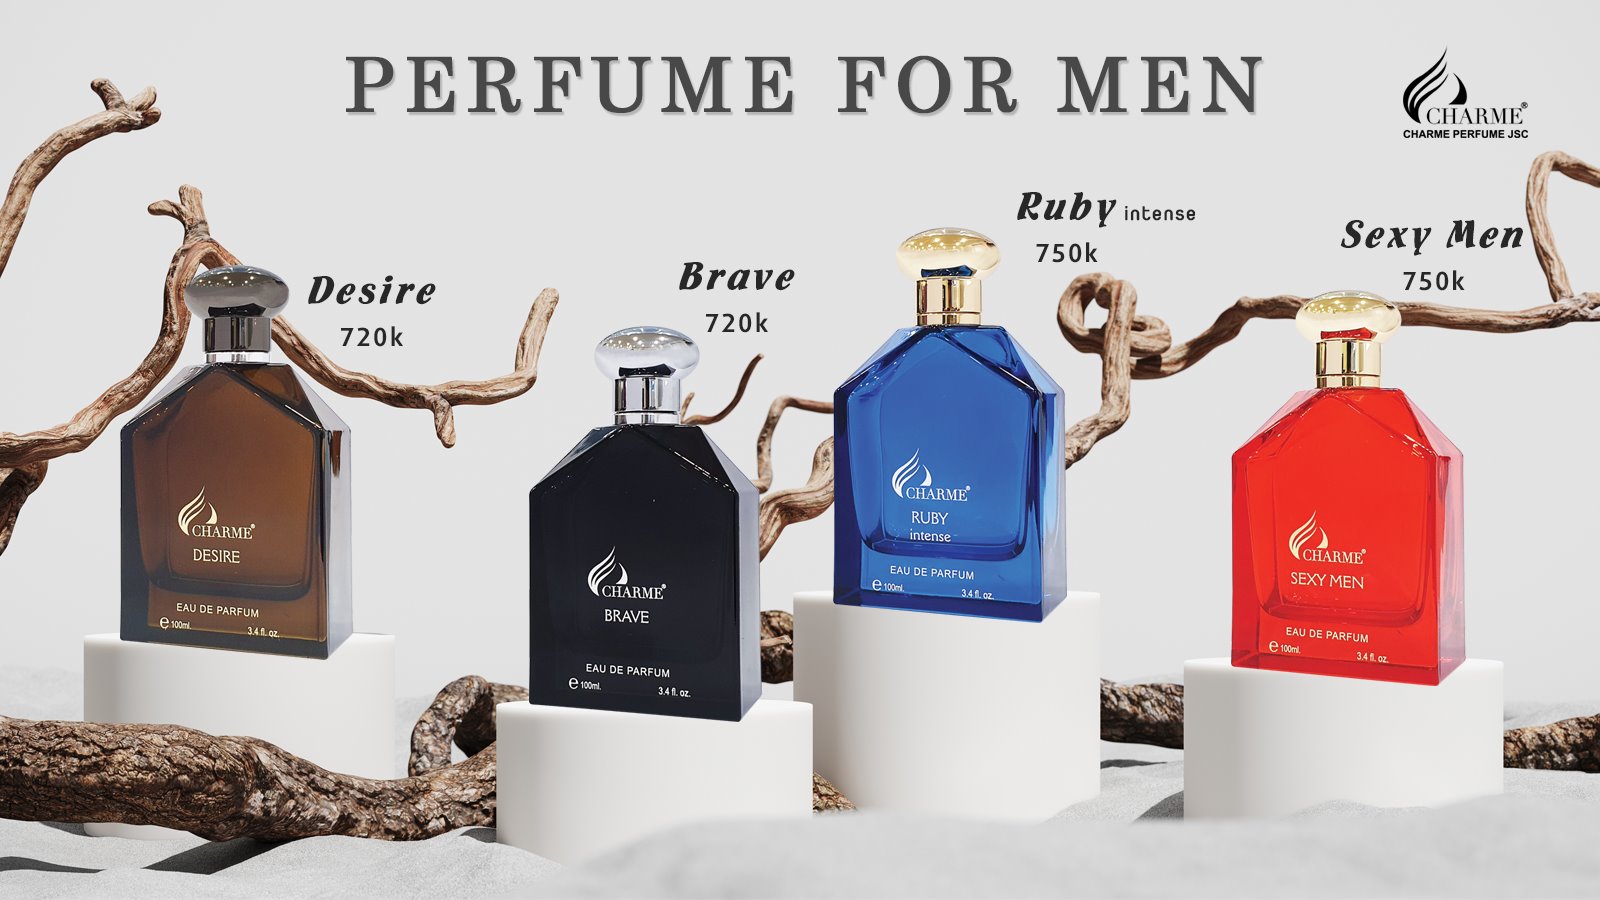 PERFUME FOR MEN
CHARME®
CHARME PERFUME JSC
Desire
720k
Brave
720k
Ruby intense
750k
Sexy Men
750k
CHARME®
DESIRE
EAU DE PARFUM
e 100ml. 3.4 fl. oz.
CHARME®
BRAVE
EAU DE PARFUM
e 100ml. 3.4 fl. oz.
CHARME®
RUBY
intense
EAU DE PARFUM
e 100ml. 3.4 fl. oz.
CHARME®
SEXY MEN
EAU DE PARFUM
e 100ml. 3.4 fl. oz.